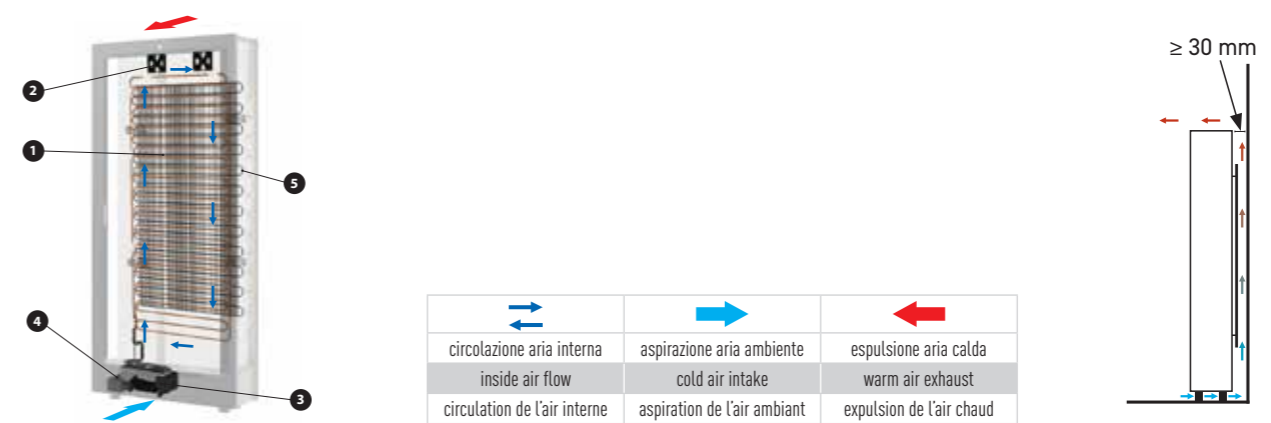 2
1
5
4
3
circolazione aria interna aspirazione aria ambiente espulsione aria calda
inside air flow cold air intake warm air exhaust
circulation de l'air interne aspiration de l'air ambiant expulsion de l'air chaud
≥ 30 mm